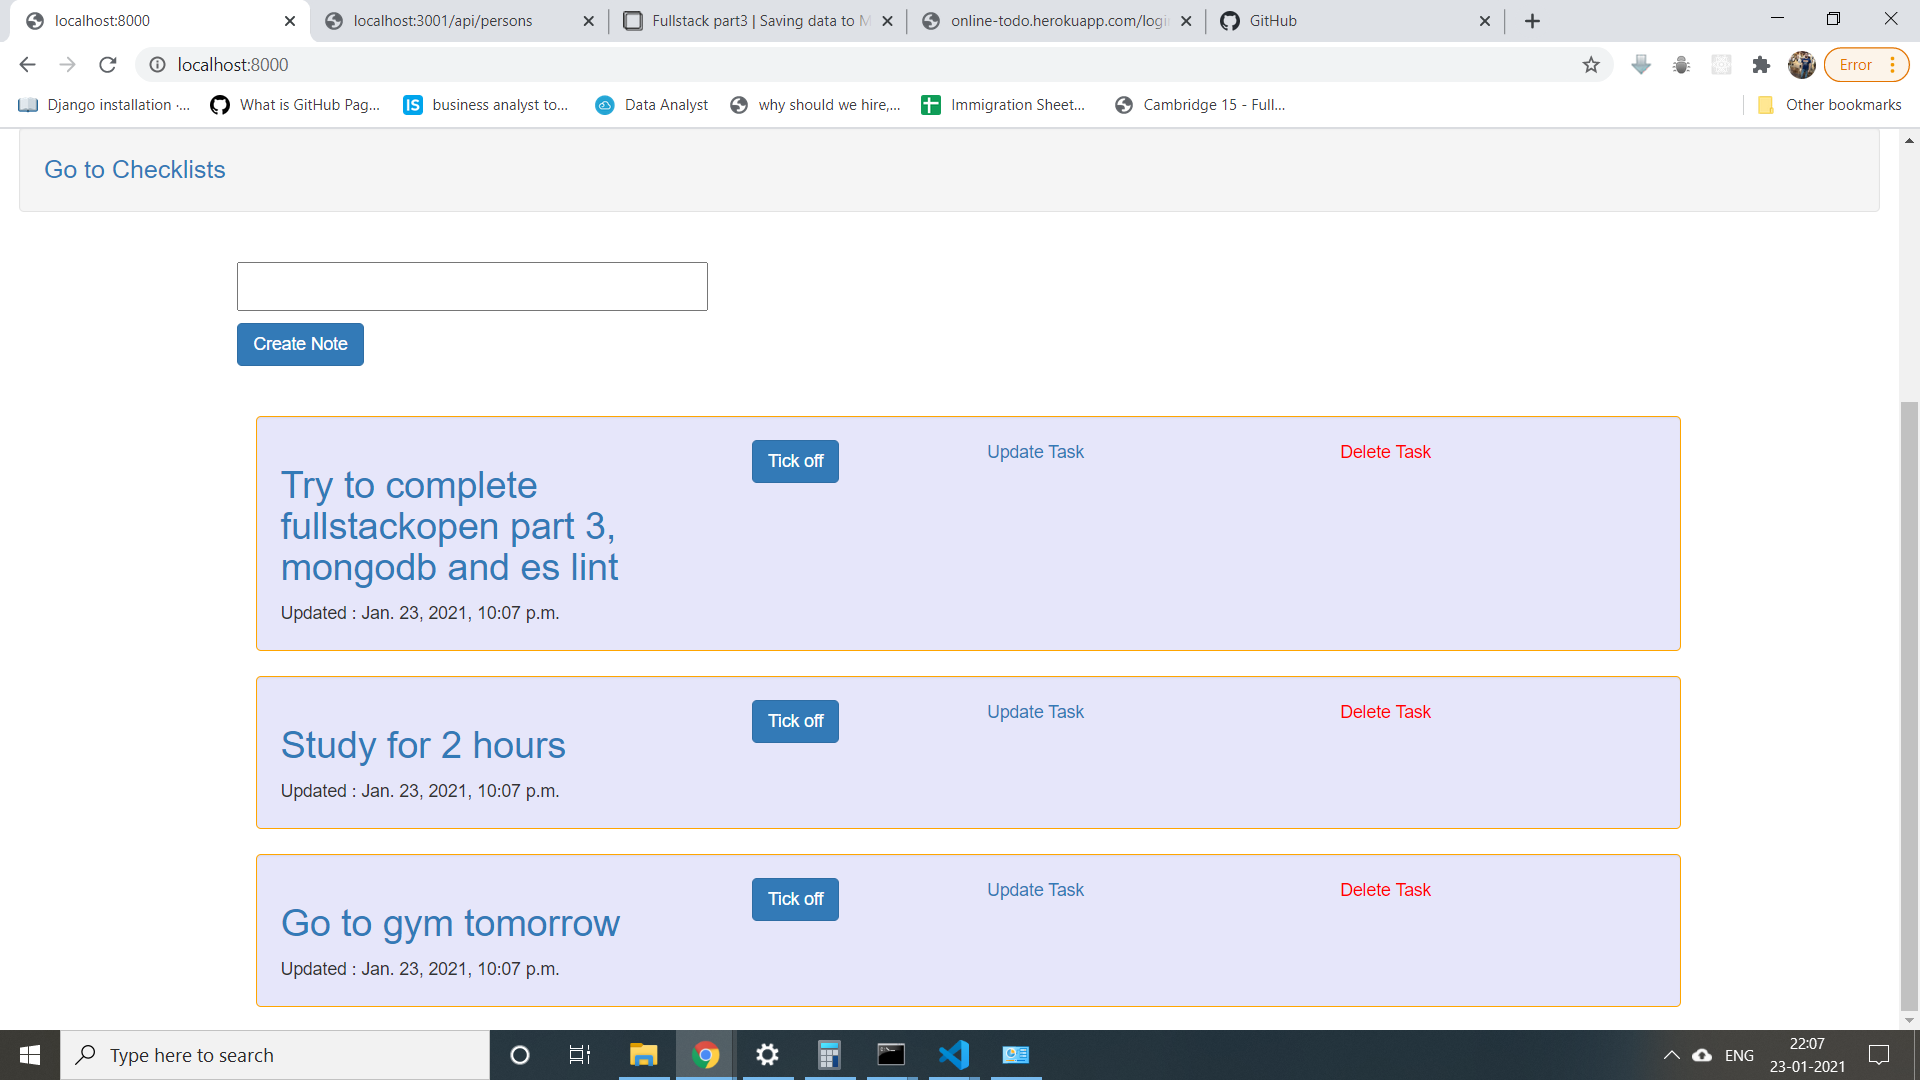 localhost:8000
localhost:3001/api/persons
Fullstack part3 | Saving data to M
online-todo.herokuapp.com/logi
GitHub
localhost:8000
Error
Django installation ·...
What is GitHub Pag...
IS
business analyst to...
Data Analyst
why should we hire,...
Immigration Sheet...
Cambridge 15 - Full...
Other bookmarks
Go to Checklists
Create Note
Tick off
Update Task
Delete Task
Try to complete
fullstackopen part 3,
mongodb and es lint
Updated : Jan. 23, 2021, 10:07 p.m.
Tick off
Update Task
Delete Task
Study for 2 hours
Updated : Jan. 23, 2021, 10:07 p.m.
Tick off
Update Task
Delete Task
Go to gym tomorrow
Updated : Jan. 23, 2021, 10:07 p.m.
Type here to search
ENG
22:07
23-01-2021